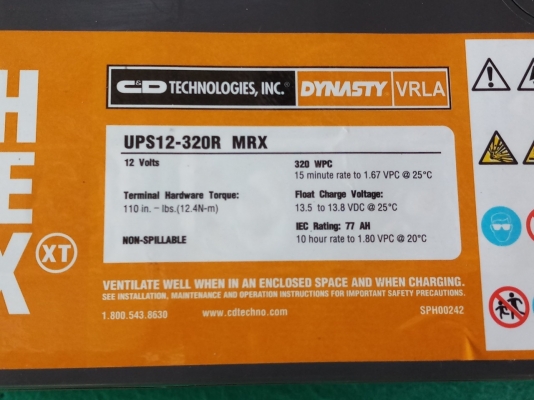 H
E
X XT
C&D TECHNOLOGIES, INC. DYNASTY VRLA
UPS12-320R MRX
12 Volts
320 WPC
15 minute rate to 1.67 VPC @ 25°C
Terminal Hardware Torque:
110 in. – lbs.(12.4N-m)
Float Charge Voltage:
13.5 to 13.8 VDC @ 25°C
NON-SPILLABLE
IEC Rating: 77 AH
10 hour rate to 1.80 VPC @ 20°C
VENTILATE WELL WHEN IN AN ENCLOSED SPACE AND WHEN CHARGING.
SEE INSTALLATION, MAINTENANCE AND OPERATION INSTRUCTIONS FOR IMPORTANT SAFETY PRECAUTIONS.
1.800.543.8630 www.cdtechno.com SPH00242